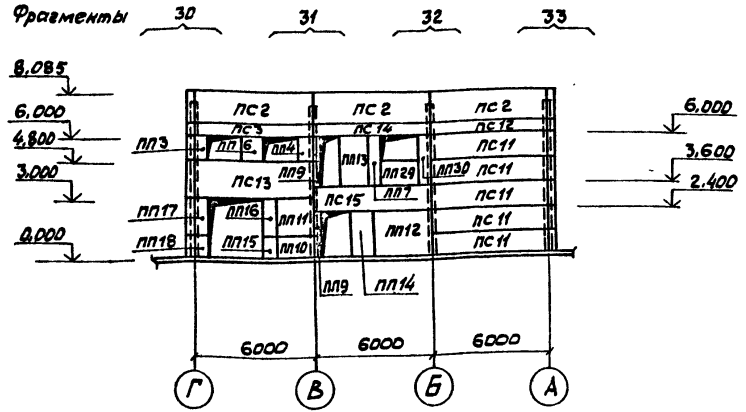 Фрагменты 30 31 32 33
8.085
ПС2 ПС2 ПС2
6.000 6.000
ПС3 ПС14 ПС12
4.800
ПП3 ПП 6 ПП4 ПП13 ПС11
3.600
ПП9 ПП29 ПП30 ПС11
3.000
ПС13 ПП7
2.400
ПС15 ПС11
ПП17 ПП16 ПП11 ПС11
ПП12
0.000
ПП18 ПП15 ПП10 ПС11
ПП9 ПП14
6000 6000 6000
Г В Б А